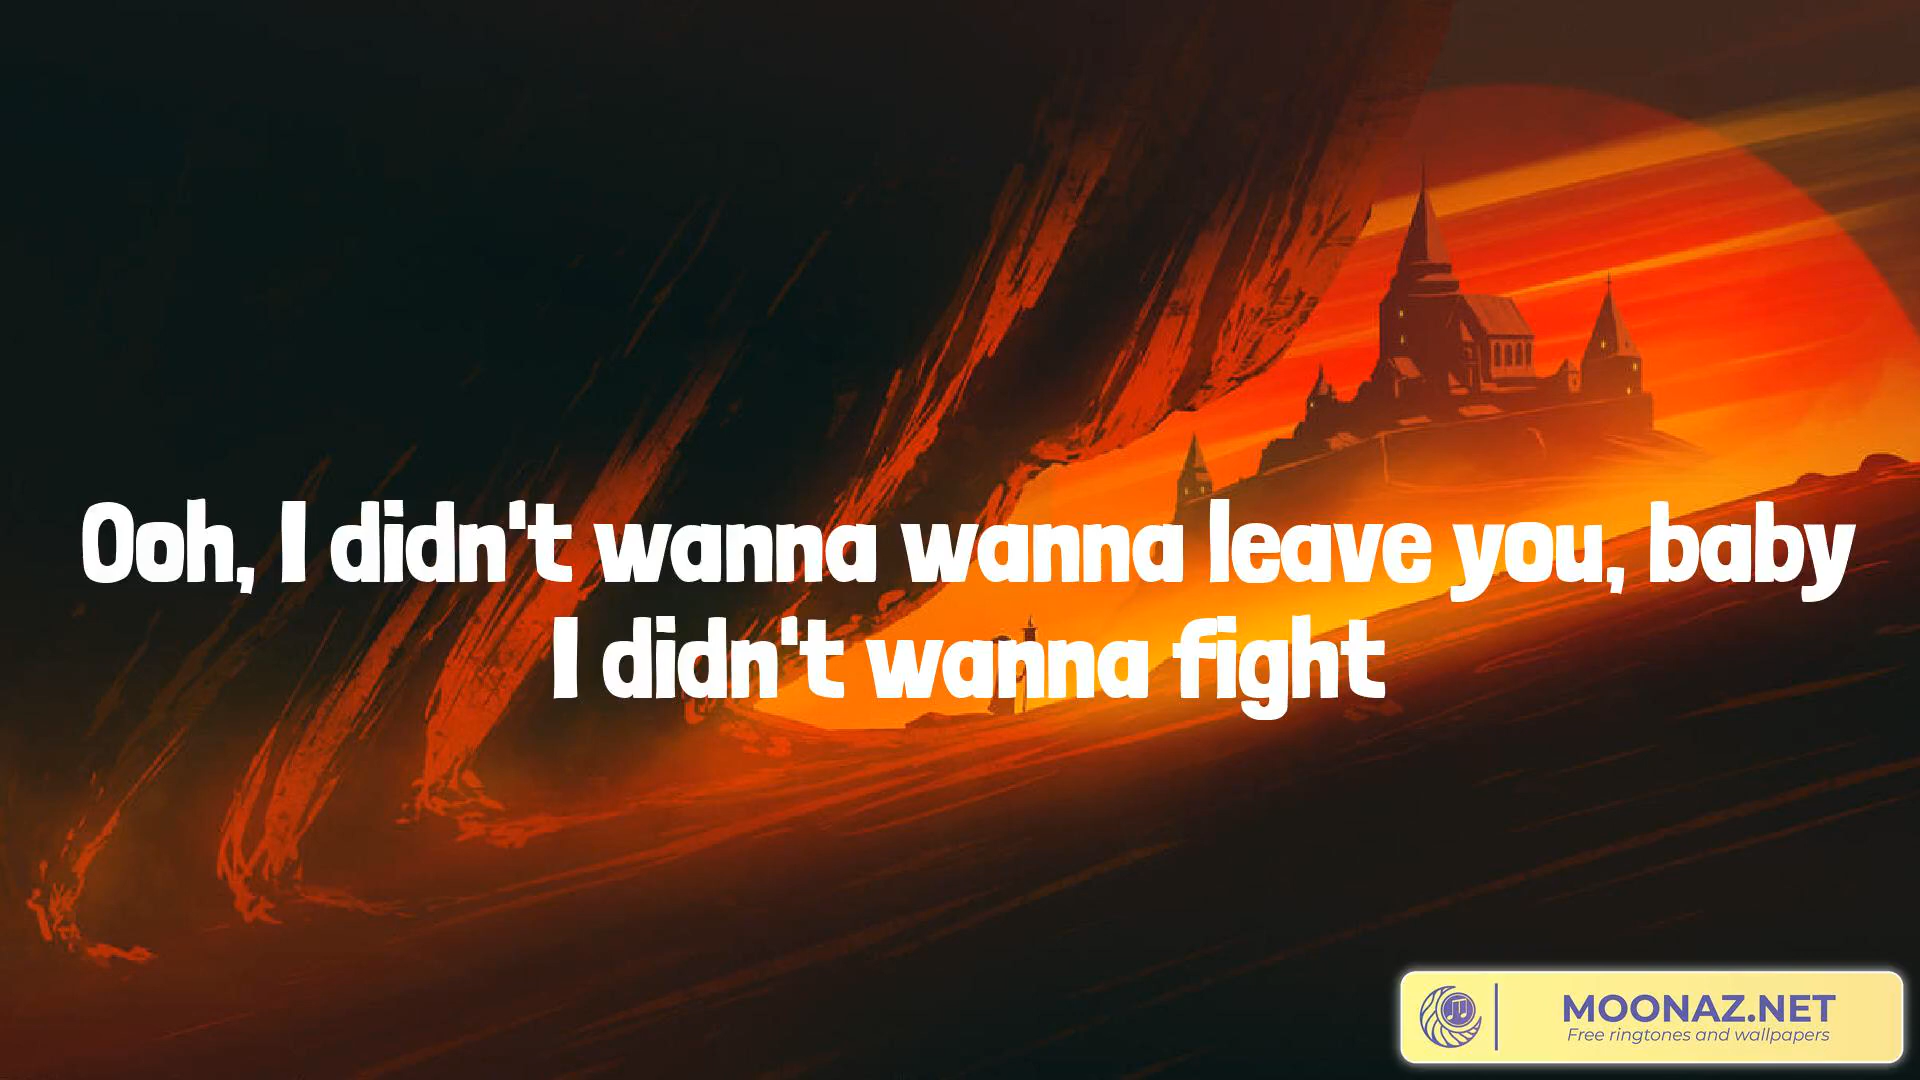 Ooh, I didn't wanna wanna leave you, baby
I didn't wanna fight
MOONAZ.NET
Free ringtones and wallpapers